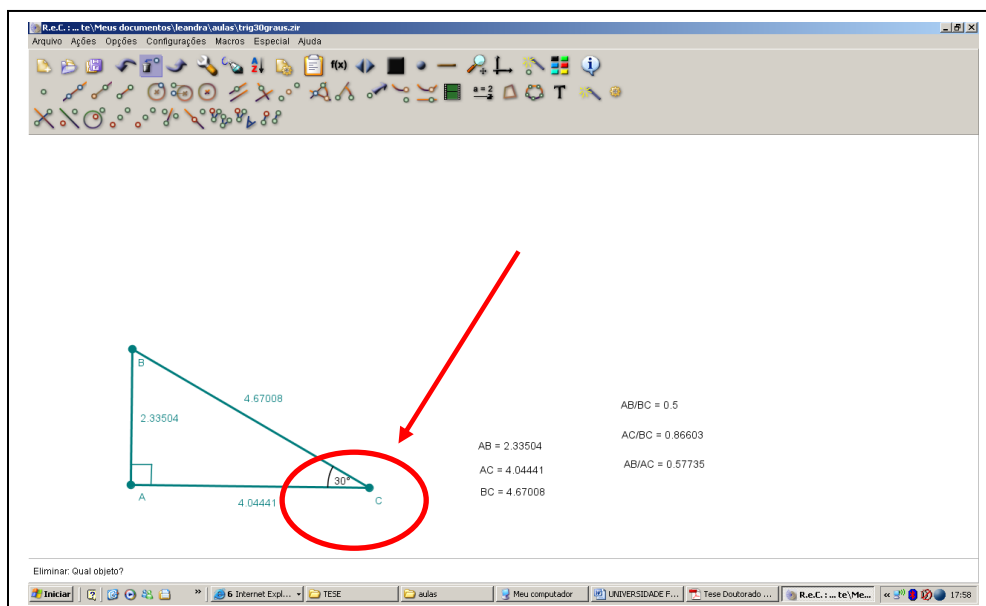 R.e.C. : ... te\Meus documentos\leandra\aulas\trig30graus.zir
Arquivo Ações Opções Configurações Macros Especial Ajuda
f(x)
a=2
T
B
4.67008
2.33504
30°
A
4.04441
C
AB = 2.33504
AC = 4.04441
BC = 4.67008
AB/BC = 0.5
AC/BC = 0.86603
AB/AC = 0.57735
Eliminar: Qual objeto?
Iniciar » 6 Internet Expl... TESE aulas Meu computador UNIVERSIDADE F... Tese Doutorado ... R.e.C. : ... te\Me... « 17:58